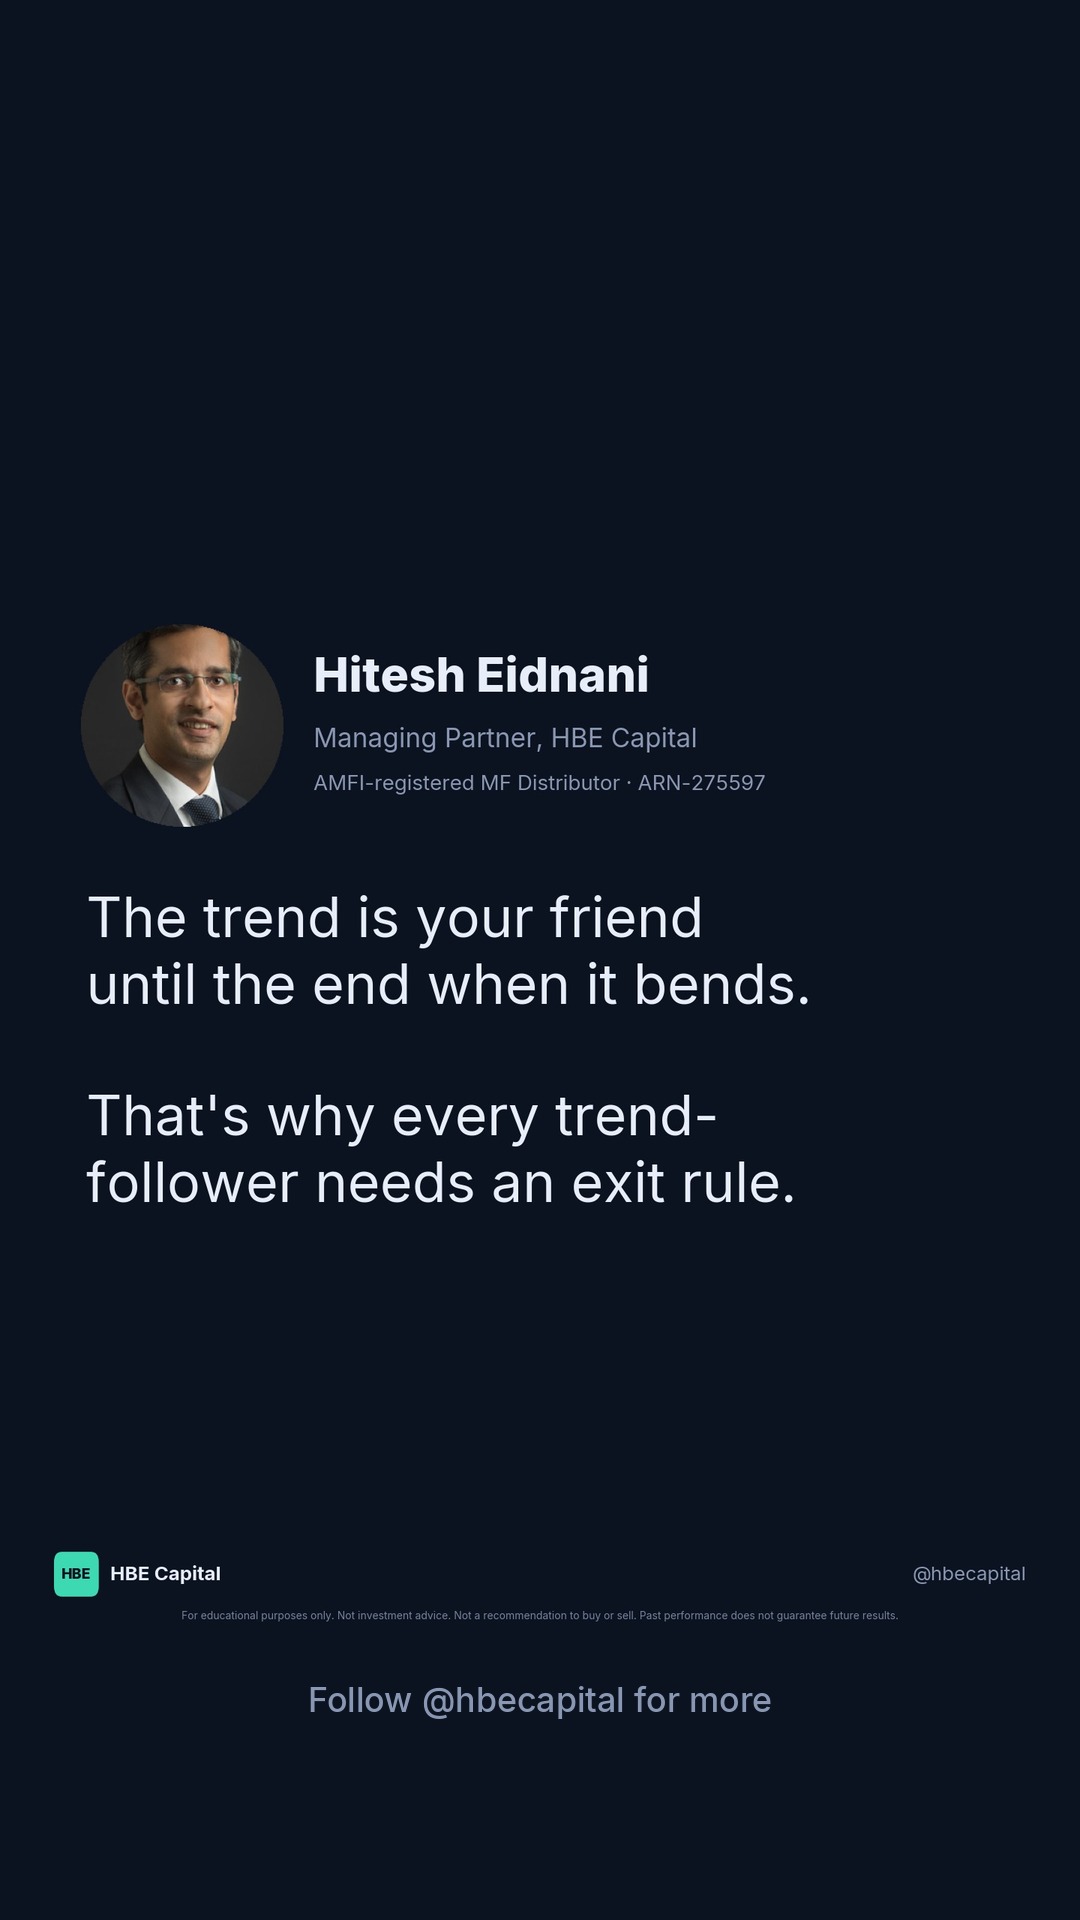 Hitesh Eidnani
Managing Partner, HBE Capital
AMFI-registered MF Distributor · ARN-275597
The trend is your friend
until the end when it bends.
That's why every trend-
follower needs an exit rule.
HBE
HBE Capital
@hbecapital
For educational purposes only. Not investment advice. Not a recommendation to buy or sell. Past performance does not guarantee future results.
Follow @hbecapital for more